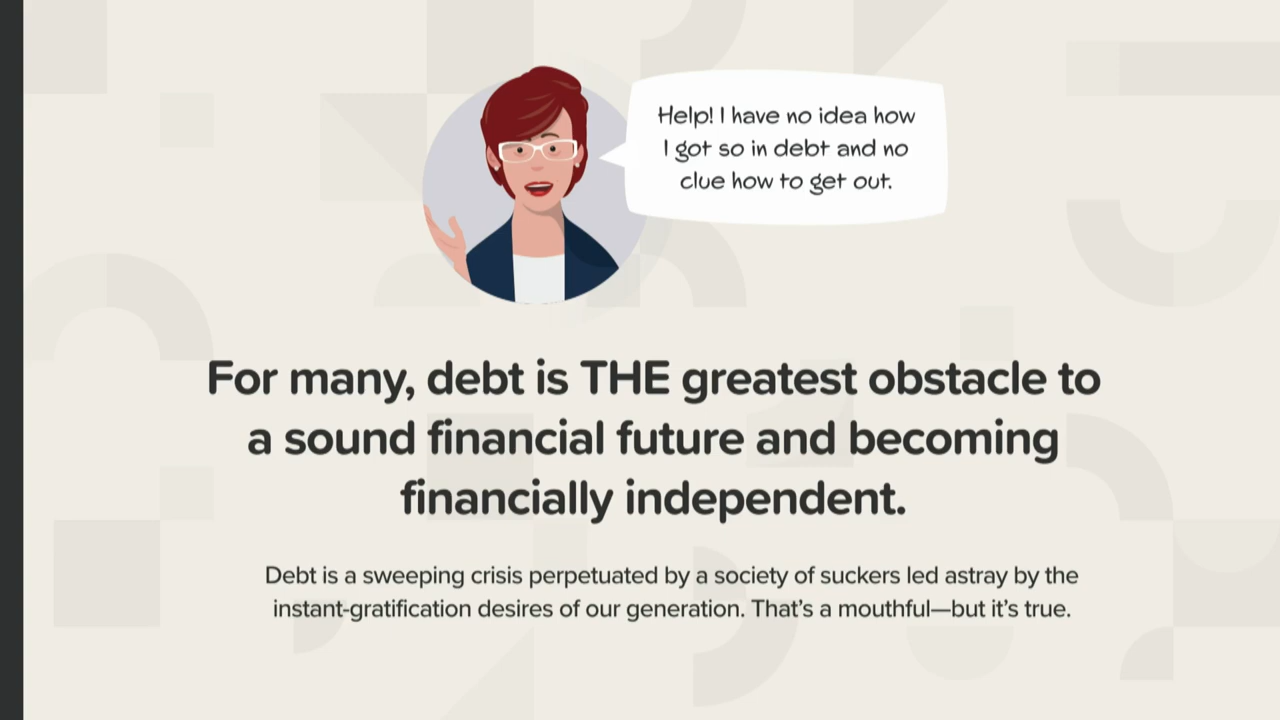 Help! I have no idea how
I got so in debt and no
clue how to get out.
For many, debt is THE greatest obstacle to
a sound financial future and becoming
financially independent.
Debt is a sweeping crisis perpetuated by a society of suckers led astray by the
instant-gratification desires of our generation. That’s a mouthful—but it’s true.